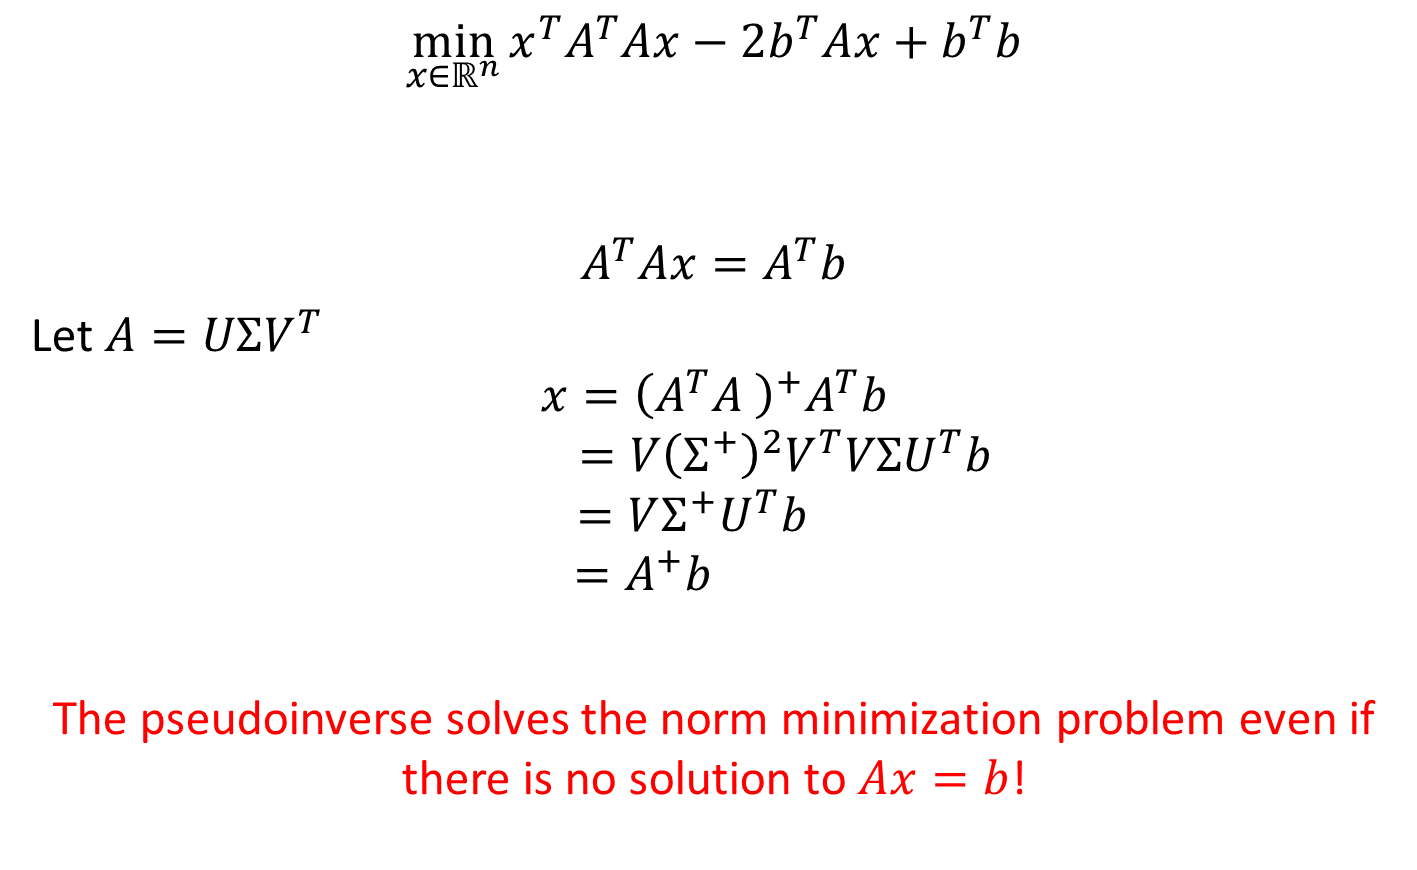 min x^T A^T Ax − 2b^T Ax + b^T b
x∈ℝ^n
A^T Ax = A^T b
Let A = UΣV^T
x = (A^T A )^+ A^T b
= V(Σ^+)^2 V^T VΣU^T b
= VΣ^+ U^T b
= A^+ b
The pseudoinverse solves the norm minimization problem even if
there is no solution to Ax = b!